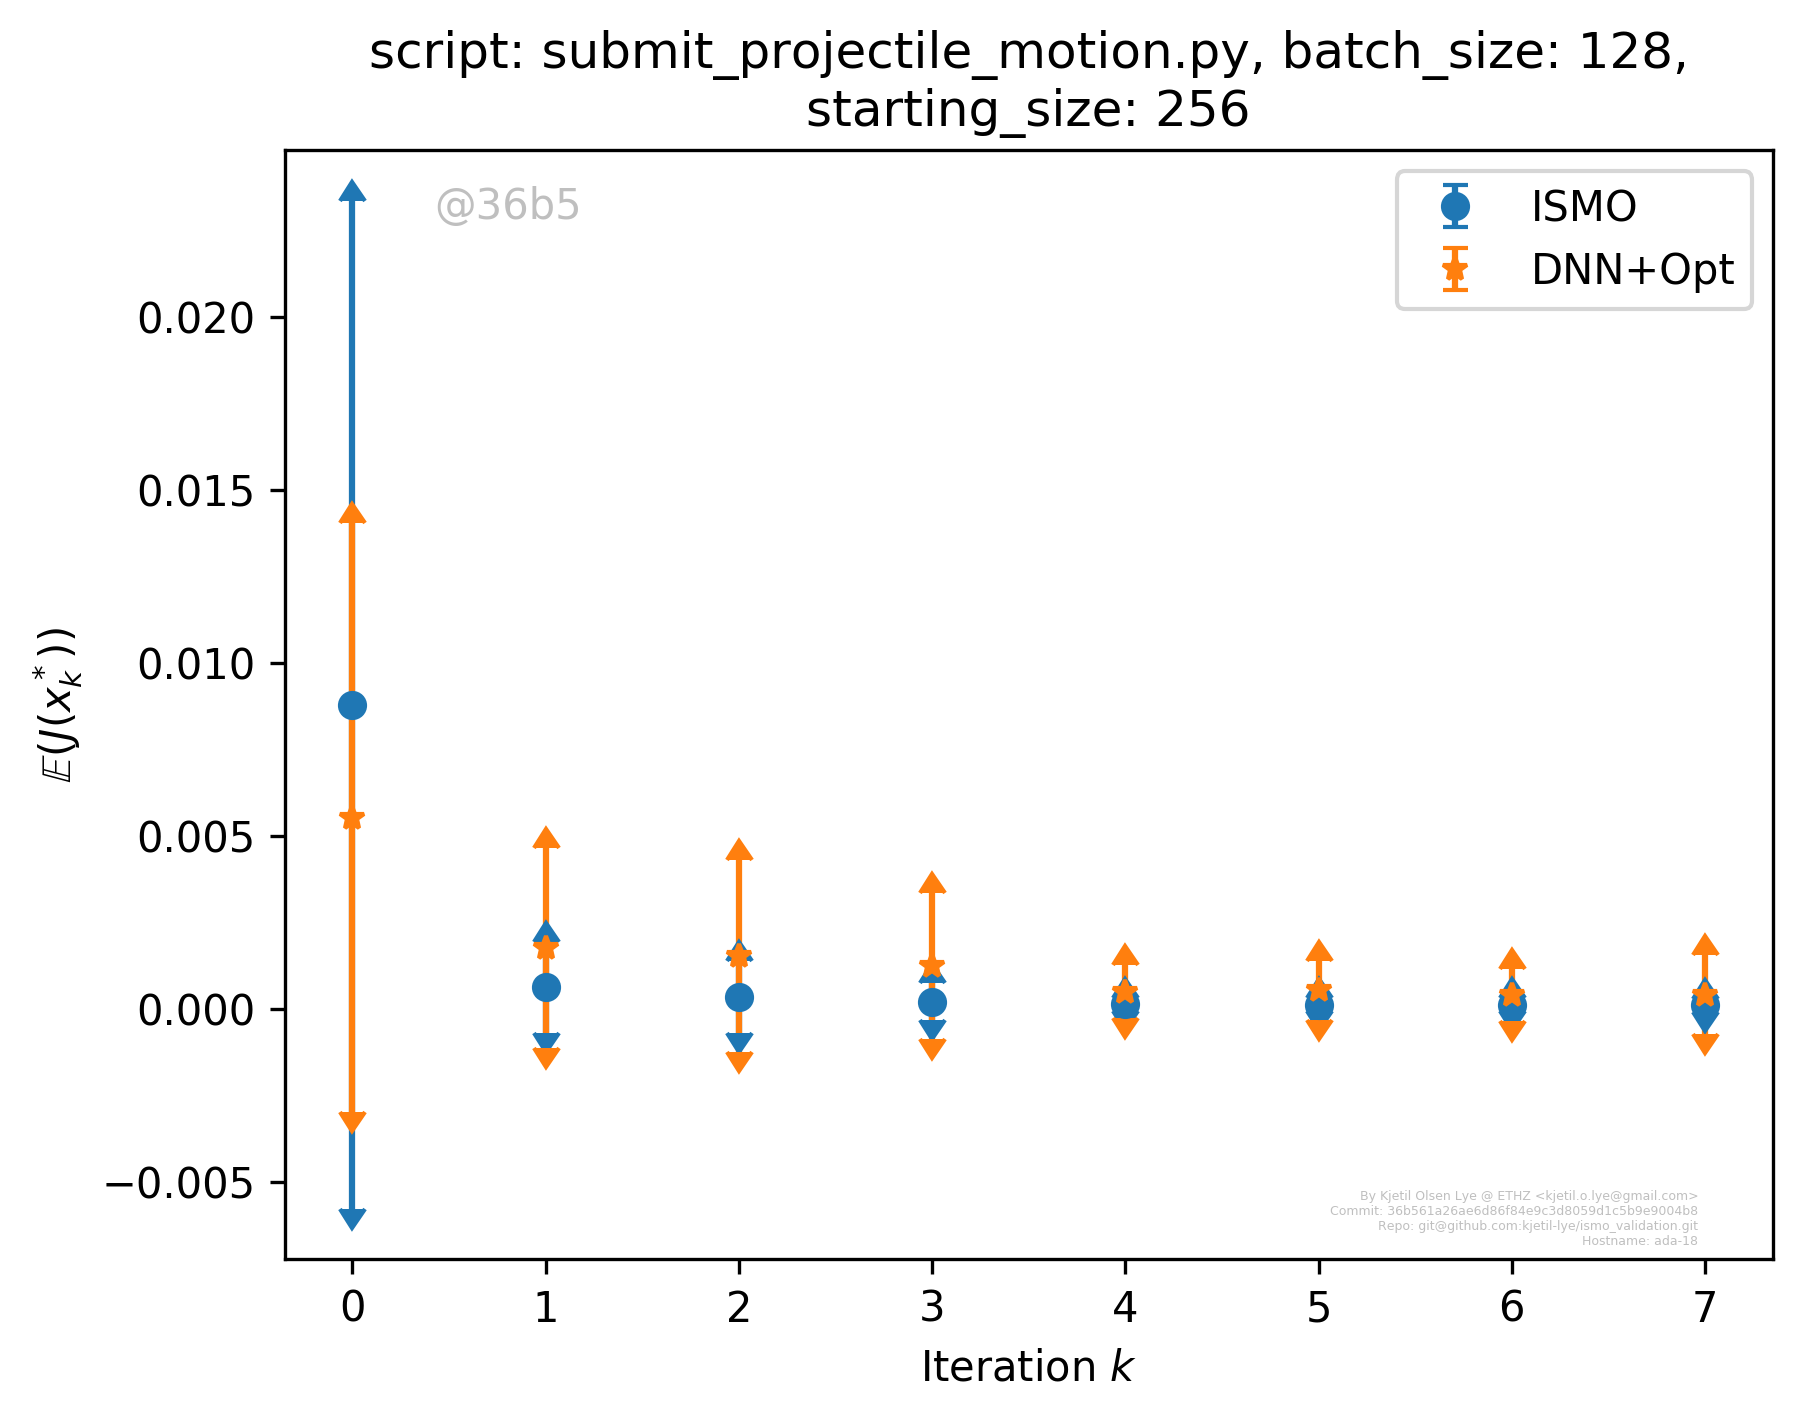 script: submit_projectile_motion.py, batch_size: 128,
starting_size: 256
@36b5
ISMO
DNN+Opt
0.020
0.015
0.010
0.005
0.000
−0.005
𝔼(J(x*k))
0 1 2 3 4 5 6 7
Iteration k
By Kjetil Olsen Lye @ ETHZ <kjetil.o.lye@gmail.com>
Commit: 36b561a26ae6d86f84e9c3d8059d1c5b9e9004b8
Repo: git@github.com:kjetil-lye/ismo_validation.git
Hostname: ada-18